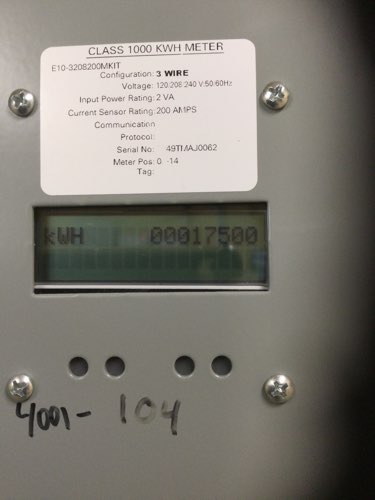 CLASS 1000 KWH METER
E10-3208200MKIT
Configuration: 3 WIRE
Voltage: 120/208-240 V:50-60Hz
Input Power Rating: 2 VA
Current Sensor Rating: 200 AMPS
Communication
Protocol:
Serial No: 49TMAJ0062
Meter Pos: 0 -14
Tag:
kWH 00017500
4001- 104